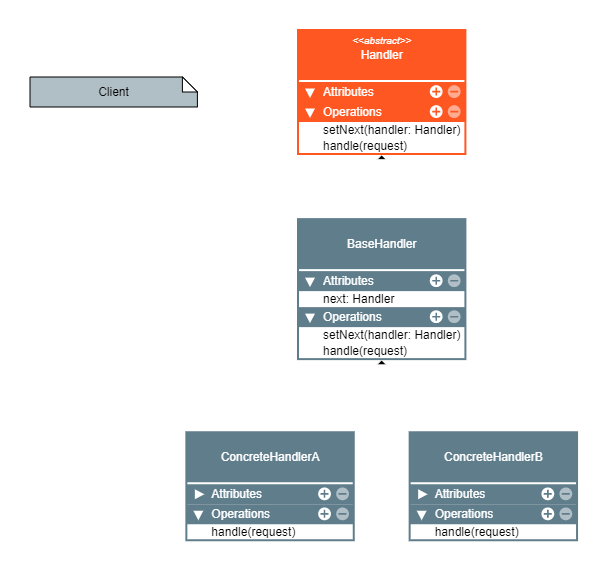 <<abstract>>
Handler
Client
Attributes
Operations
setNext(handler: Handler)
handle(request)
BaseHandler
Attributes
next: Handler
Operations
setNext(handler: Handler)
handle(request)
ConcreteHandlerA
Attributes
Operations
handle(request)
ConcreteHandlerB
Attributes
Operations
handle(request)